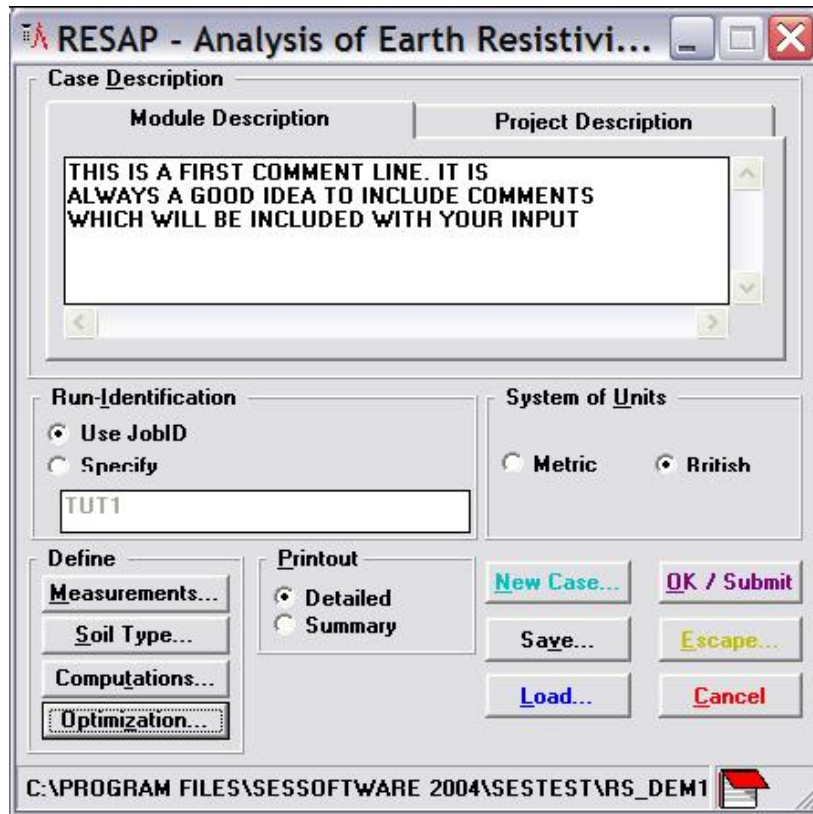 RESAP - Analysis of Earth Resistivi...
Case Description
Module Description
Project Description
THIS IS A FIRST COMMENT LINE. IT IS
ALWAYS A GOOD IDEA TO INCLUDE COMMENTS
WHICH WILL BE INCLUDED WITH YOUR INPUT
Run-Identification
Use JobID
Specify
TUT1
System of Units
Metric
British
Define
Measurements...
Soil Type...
Computations...
Optimization...
Printout
Detailed
Summary
New Case...
OK / Submit
Save...
Escape...
Load...
Cancel
C:\PROGRAM FILES\SESSOFTWARE 2004\SESTEST\RS_DEM1